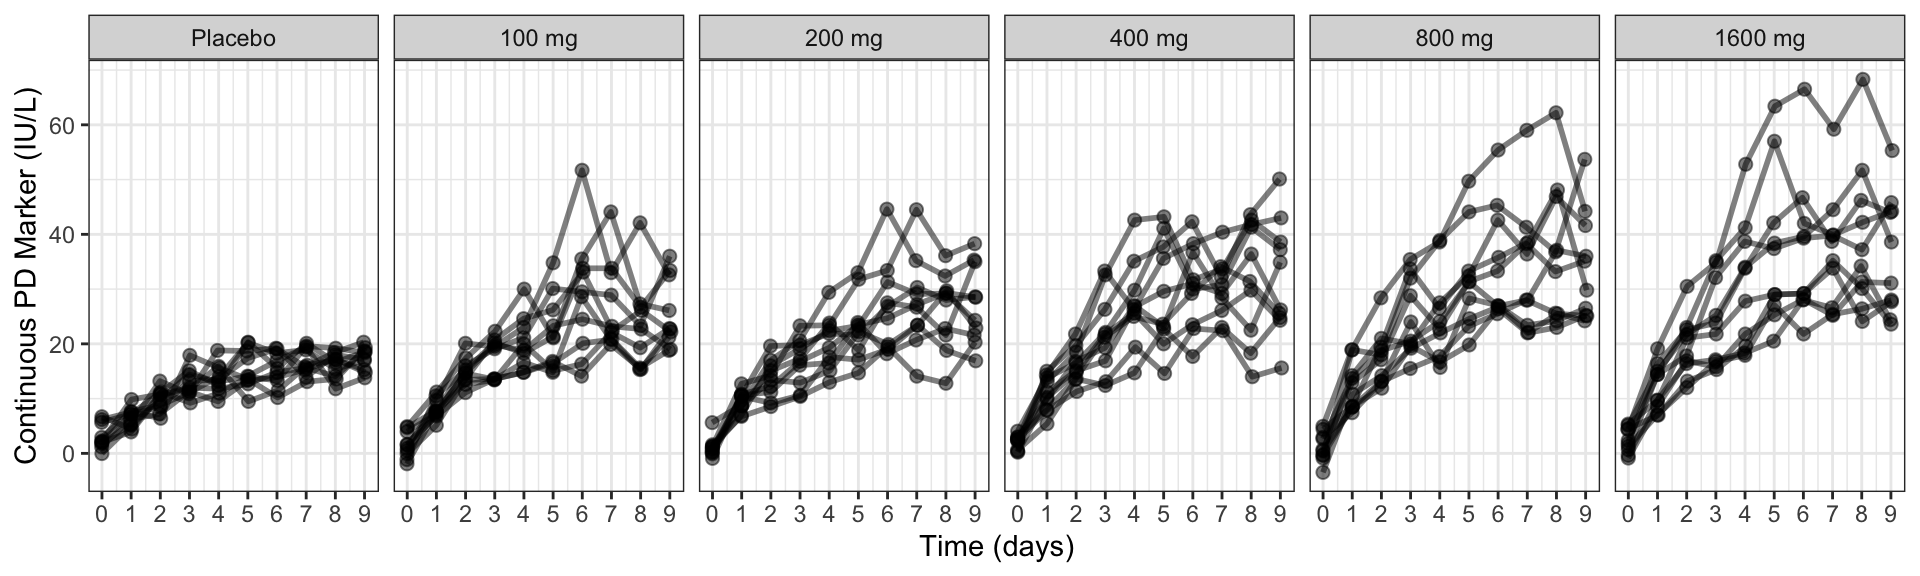 Placebo 100 mg 200 mg 400 mg 800 mg 1600 mg
Continuous PD Marker (IU/L)
60
40
20
0
0 1 2 3 4 5 6 7 8 9 0 1 2 3 4 5 6 7 8 9 0 1 2 3 4 5 6 7 8 9 0 1 2 3 4 5 6 7 8 9 0 1 2 3 4 5 6 7 8 9 0 1 2 3 4 5 6 7 8 9
Time (days)